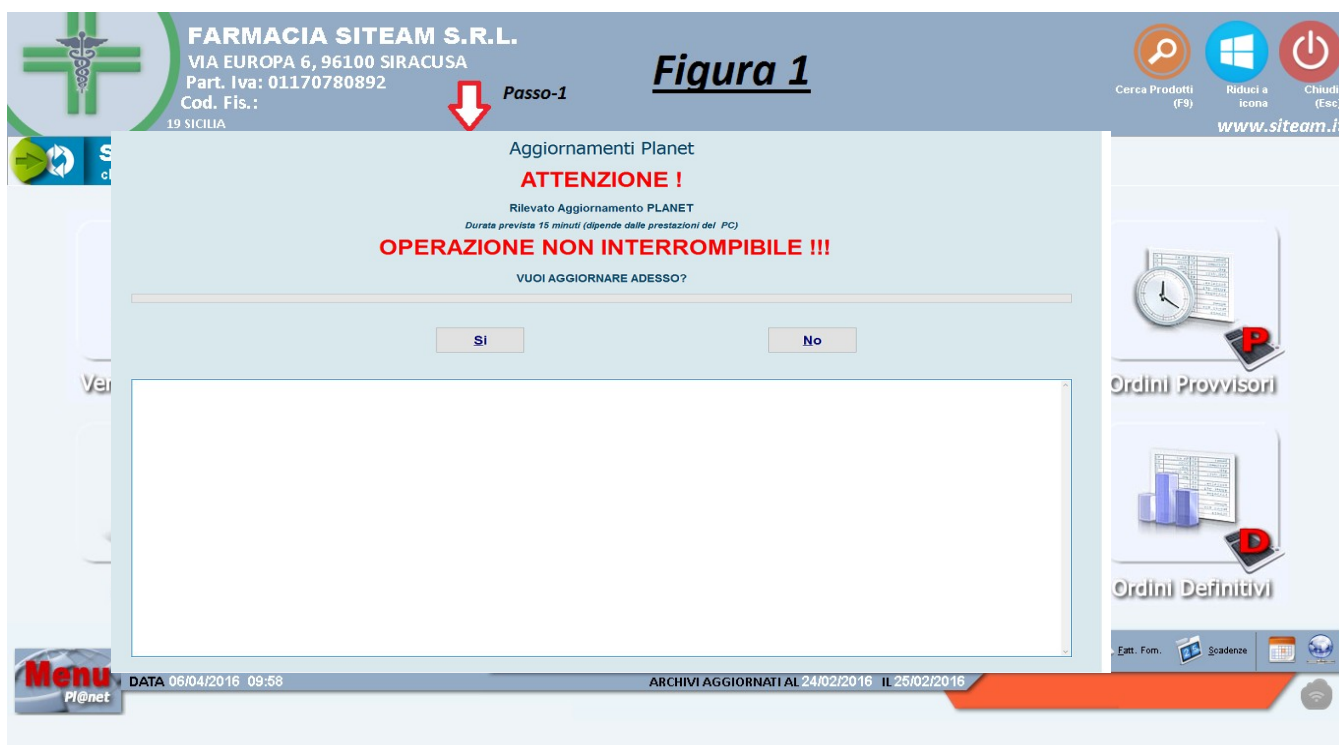 FARMACIA SITEAM S.R.L.
VIA EUROPA 6, 96100 SIRACUSA
Part. Iva: 01170780892
Cod. Fis.:
19 SICILIA
Figura 1
Passo-1
Cerca Prodotti
(F9)
Riduci a
icona
Chiudi
(Esc
www.siteam.i
S
Aggiornamenti Planet
ATTENZIONE !
Rilevato Aggiornamento PLANET
Durata prevista 15 minuti (dipende dalle prestazioni del PC)
OPERAZIONE NON INTERROMPIBILE !!!
VUOI AGGIORNARE ADESSO?
Si
No
Ver
P
Ordini Provvisori
D
Ordini Definitivi
Fatt. Forn.
Scadenze
Menu
Pl@net
DATA 06/04/2016 09:58
ARCHIVI AGGIORNATI AL 24/02/2016 IL 25/02/2016